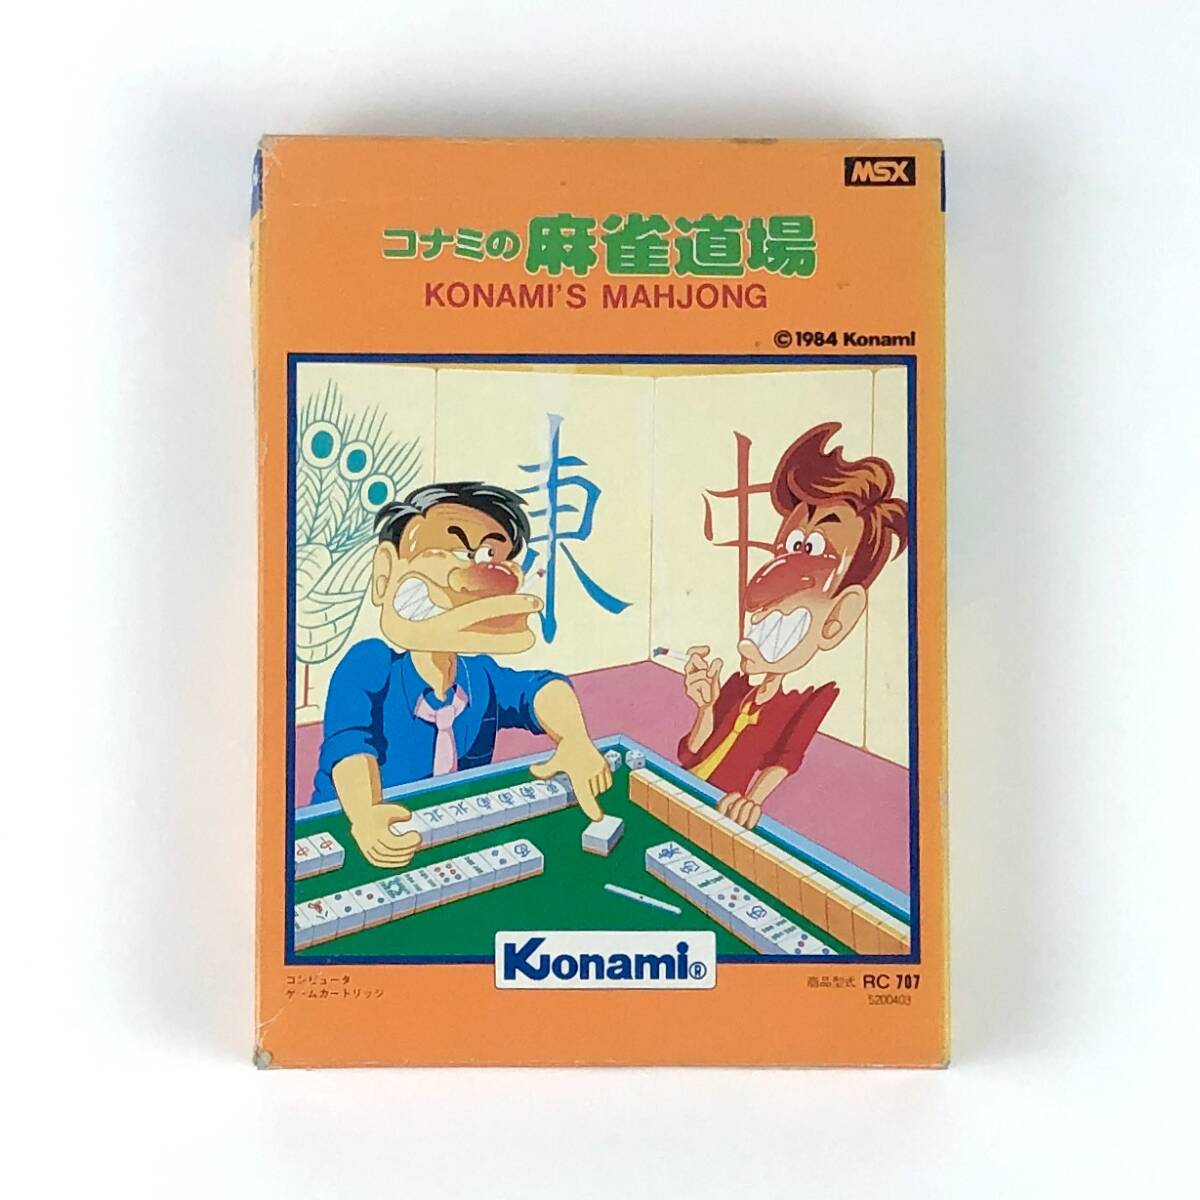 MSX
コナミの麻雀道場
KONAMI'S MAHJONG
©1984 Konami
東
中
Konami®
コンピュータ
ゲームカートリッジ
商品型式 RC 707
5200403